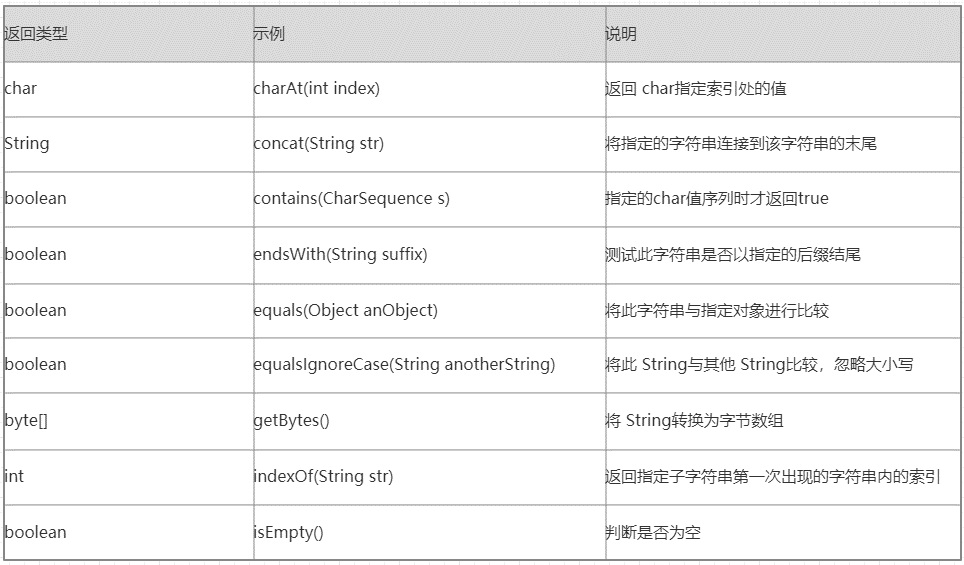 返回类型 示例 说明
char charAt(int index) 返回 char指定索引处的值
String concat(String str) 将指定的字符串连接到该字符串的末尾
boolean contains(CharSequence s) 指定的char值序列时才返回true
boolean endsWith(String suffix) 测试此字符串是否以指定的后缀结尾
boolean equals(Object anObject) 将此字符串与指定对象进行比较
boolean equalsIgnoreCase(String anotherString) 将此 String与其他 String比较，忽略大小写
byte[] getBytes() 将 String转换为字节数组
int indexOf(String str) 返回指定子字符串第一次出现的字符串内的索引
boolean isEmpty() 判断是否为空